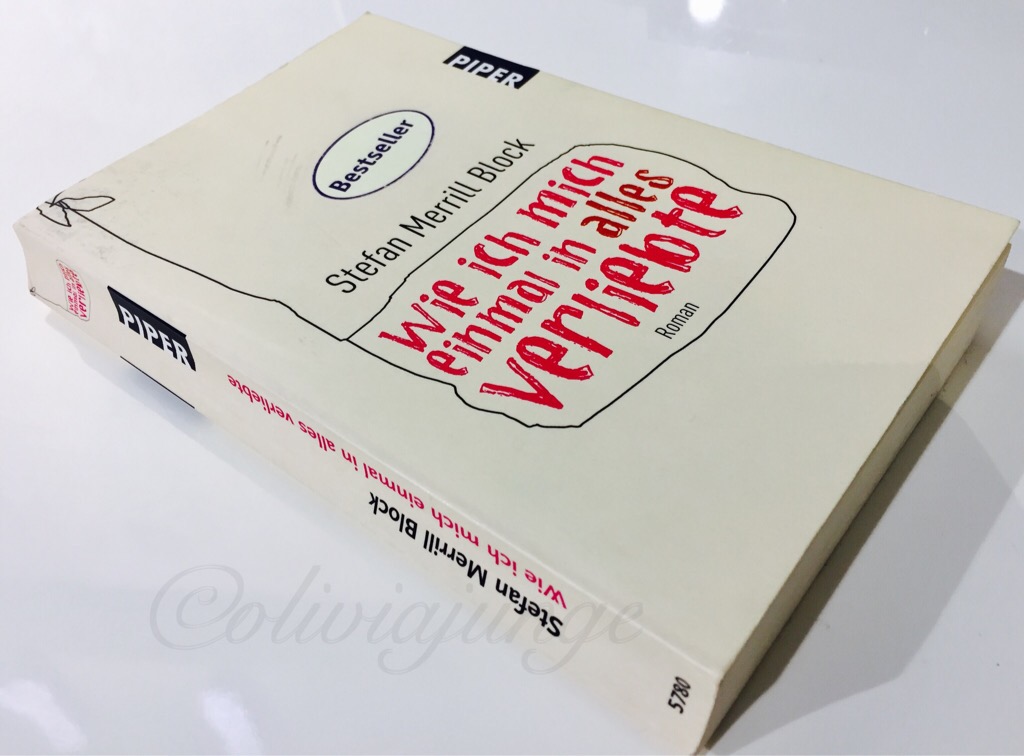 PIPER
Bestseller
Stefan Merrill Block
Wie ich mich
einmal in alles
verliebte
Roman
PIPER
Stefan Merrill Block
Wie ich mich einmal in alles verliebte
5780
@oliviajunge